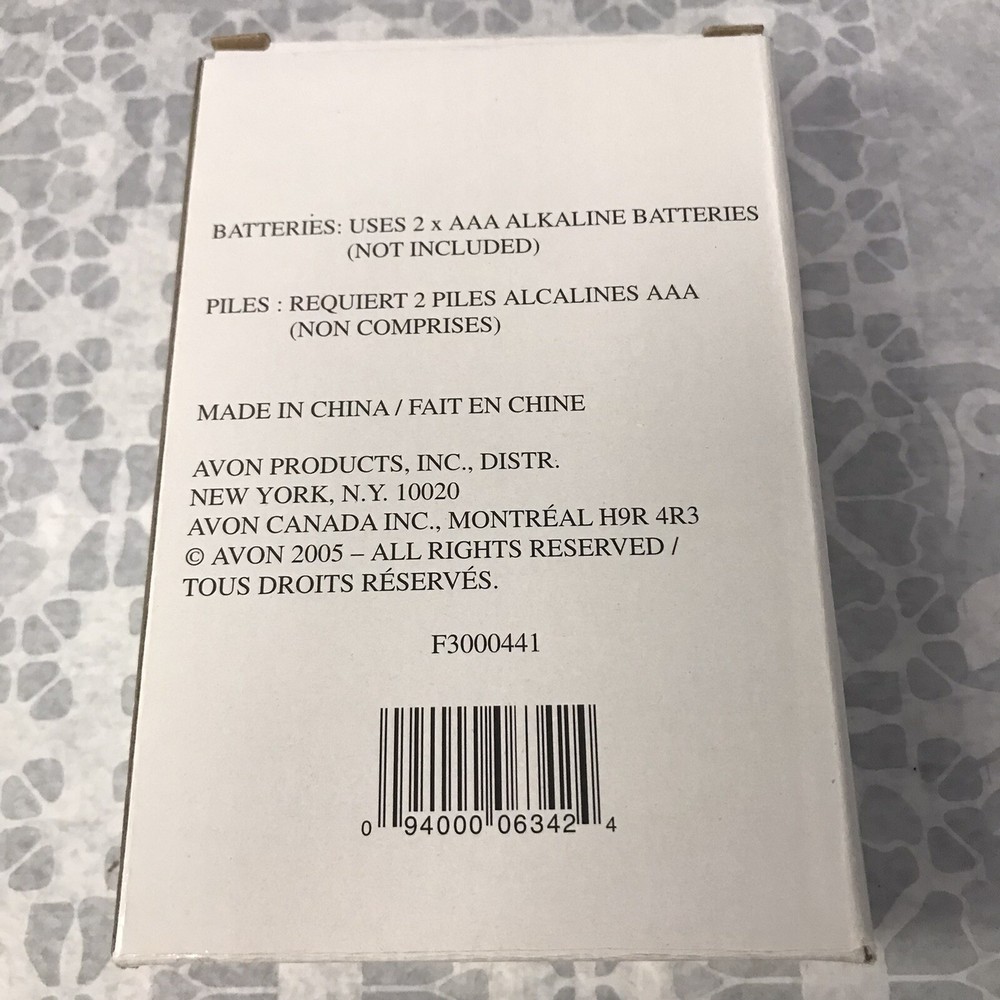 BATTERIES: USES 2 x AAA ALKALINE BATTERIES
(NOT INCLUDED)
PILES : REQUIERT 2 PILES ALCALINES AAA
(NON COMPRISES)
MADE IN CHINA / FAIT EN CHINE
AVON PRODUCTS, INC., DISTR.
NEW YORK, N.Y. 10020
AVON CANADA INC., MONTRÉAL H9R 4R3
© AVON 2005 – ALL RIGHTS RESERVED /
TOUS DROITS RÉSERVÉS.
F3000441
0 94000 06342 4